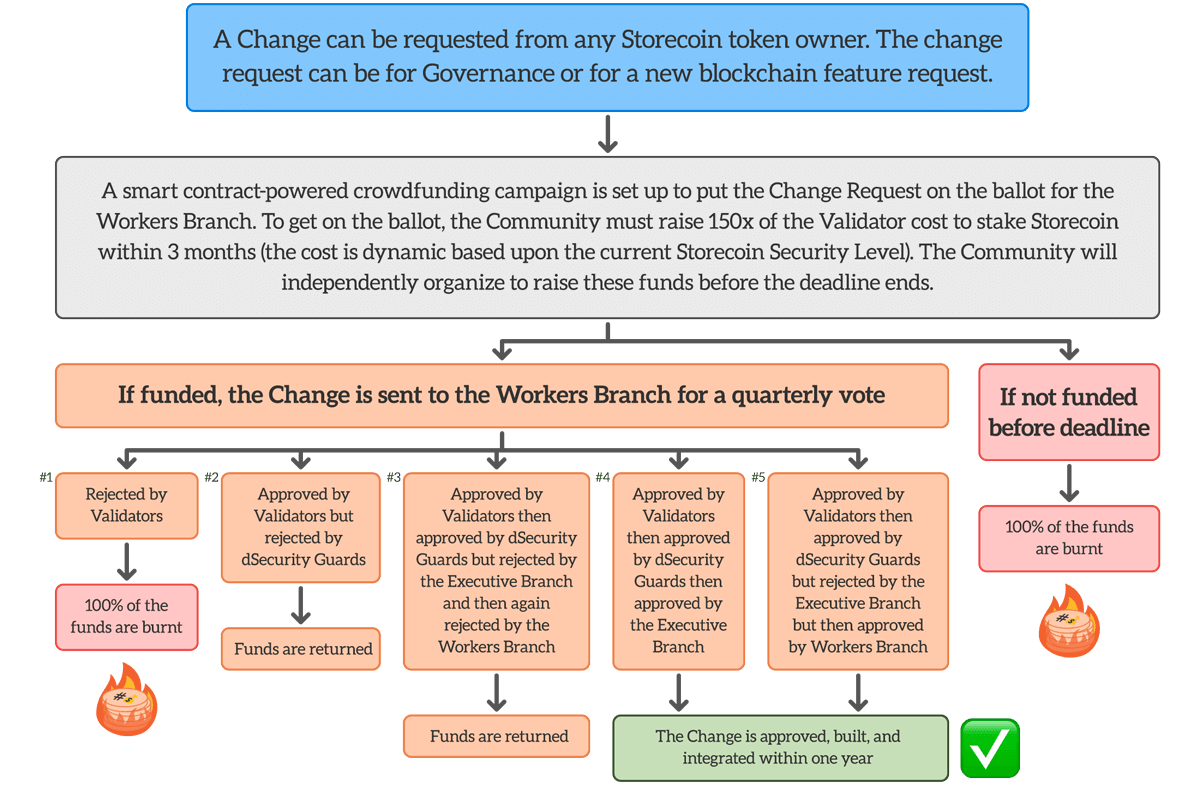 A Change can be requested from any Storecoin token owner. The change
request can be for Governance or for a new blockchain feature request.
A smart contract-powered crowdfunding campaign is set up to put the Change Request on the ballot for the
Workers Branch. To get on the ballot, the Community must raise 150x of the Validator cost to stake Storecoin
within 3 months (the cost is dynamic based upon the current Storecoin Security Level). The Community will
independently organize to raise these funds before the deadline ends.
If funded, the Change is sent to the Workers Branch for a quarterly vote
If not funded
before deadline
100% of the funds
are burnt
#1
Rejected by
Validators
100% of the
funds are burnt
#2
Approved by
Validators but
rejected by
dSecurity Guards
Funds are returned
#3
Approved by
Validators then
approved by dSecurity
Guards but rejected by
the Executive Branch
and then again
rejected by the
Workers Branch
Funds are returned
#4
Approved by
Validators
then approved
by dSecurity
Guards then
approved by
the Executive
Branch
#5
Approved by
Validators then
approved by
dSecurity Guards
but rejected by the
Executive Branch
but then approved
by Workers Branch
The Change is approved, built, and
integrated within one year